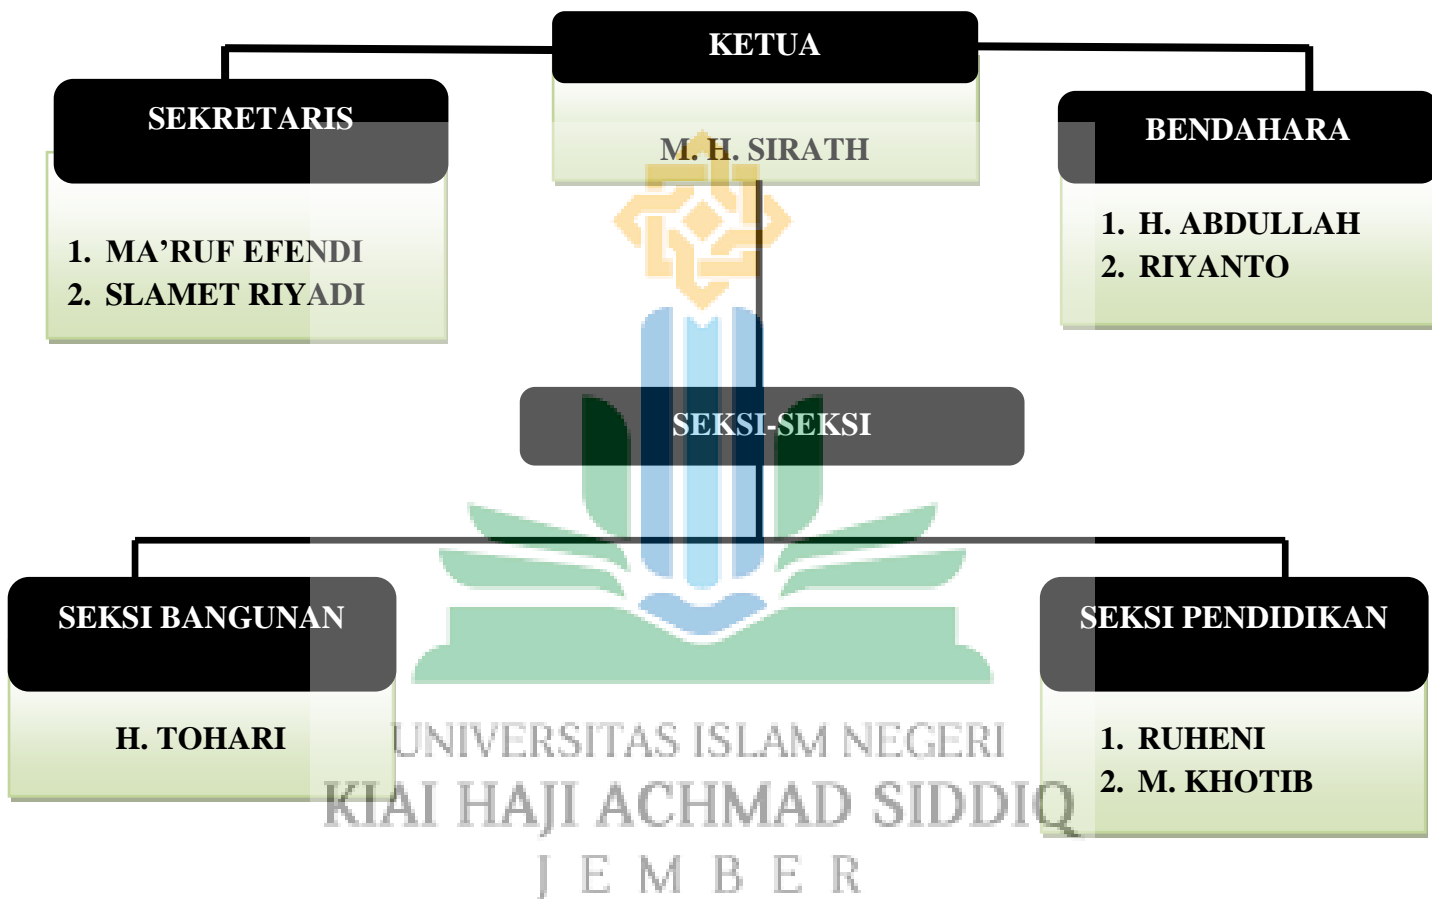 KETUA
M. H. SIRATH
SEKRETARIS
1. MA’RUF EFENDI
2. SLAMET RIYADI
BENDAHARA
1. H. ABDULLAH
2. RIYANTO
SEKSI-SEKSI
SEKSI BANGUNAN
H. TOHARI
SEKSI PENDIDIKAN
1. RUHENI
2. M. KHOTIB
UNIVERSITAS ISLAM NEGERI
KIAI HAJI ACHMAD SIDDIQ
JEMBER